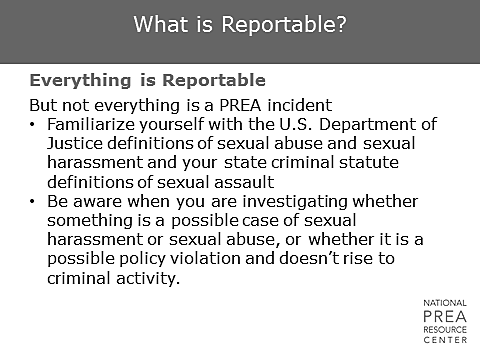 What is Reportable?
Everything is Reportable
But not everything is a PREA incident
• Familiarize yourself with the U.S. Department of
Justice definitions of sexual abuse and sexual
harassment and your state criminal statute
definitions of sexual assault
• Be aware when you are investigating whether
something is a possible case of sexual
harassment or sexual abuse, or whether it is a
possible policy violation and doesn't rise to
criminal activity.
NATIONAL
PREA
RESOURCE
CENTER